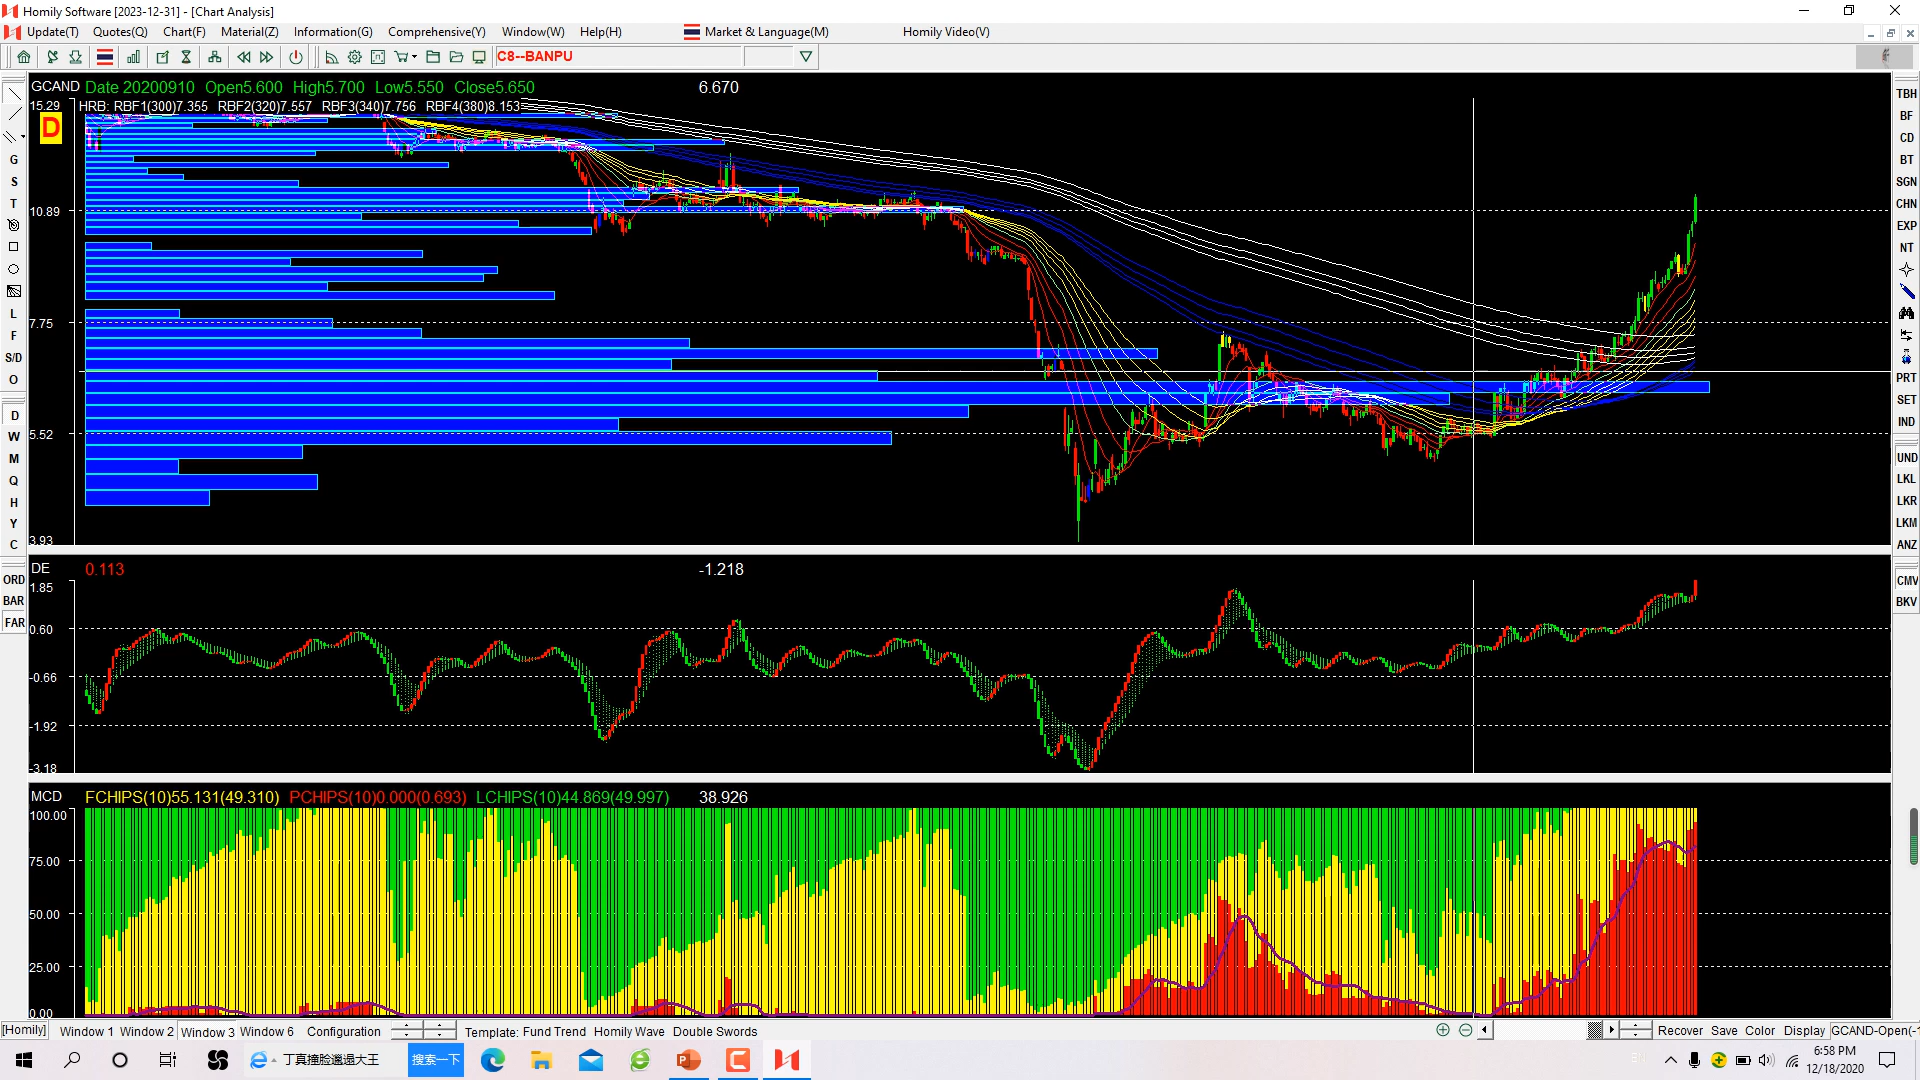 Homily Software [2023-12-31] - [Chart Analysis]
Update(T) Quotes(Q) Chart(F) Material(Z) Information(G) Comprehensive(Y) Window(W) Help(H) Market & Language(M) Homily Video(V)
C8--BANPU
GCAND Date 20200910 Open5.600 High5.700 Low5.550 Close5.650 6.670
15.29 HRB: RBF1(300)7.355 RBF2(320)7.557 RBF3(340)7.756 RBF4(380)8.153
D
10.89
7.75
5.52
3.93
DE 0.113 -1.218
1.85
0.60
-0.66
-1.92
-3.18
MCD FCHIPS(10)55.131(49.310) PCHIPS(10)0.000(0.693) LCHIPS(10)44.869(49.997) 38.926
100.00
75.00
50.00
25.00
0.00
G
S
T
L
F
S/D
O
D
W
M
Q
H
Y
C
ORD
BAR
FAR
TBH
BF
CD
BT
SGN
CHN
EXP
NT
PRT
SET
IND
UND
LKL
LKR
LKM
ANZ
CMV
BKV
[Homily] Window 1 Window 2 Window 3 Window 6 Configuration Template: Fund Trend Homily Wave Double Swords Recover Save Color Display GCAND-Open(-
丁真撞脸邋遢大王 搜索一下
6:58 PM
12/18/2020